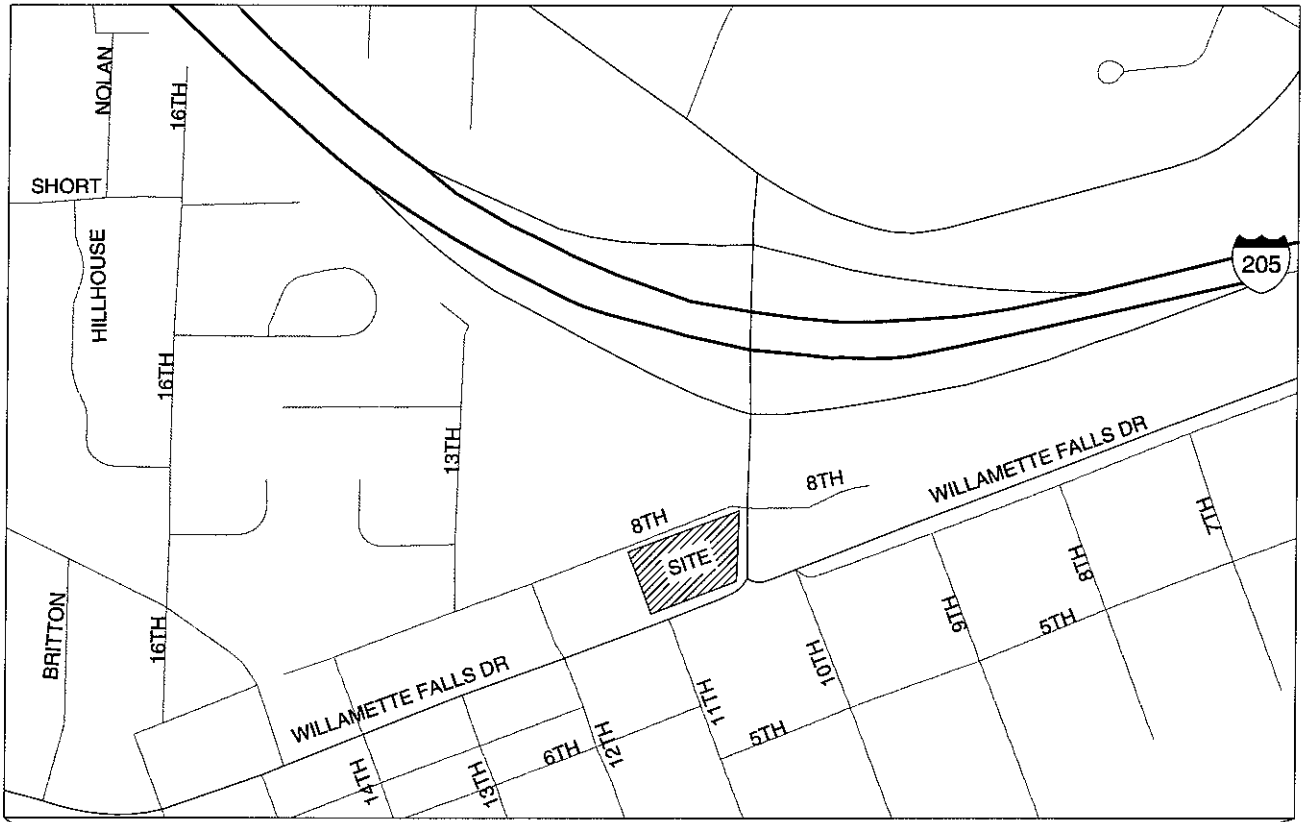 NOLAN
16TH
SHORT
HILLHOUSE
205
16TH
13TH
WILLAMETTE FALLS DR
8TH
8TH
7TH
SITE
8TH
9TH
5TH
BRITTON
16TH
10TH
WILLAMETTE FALLS DR
11TH
5TH
12TH
6TH
14TH
13TH